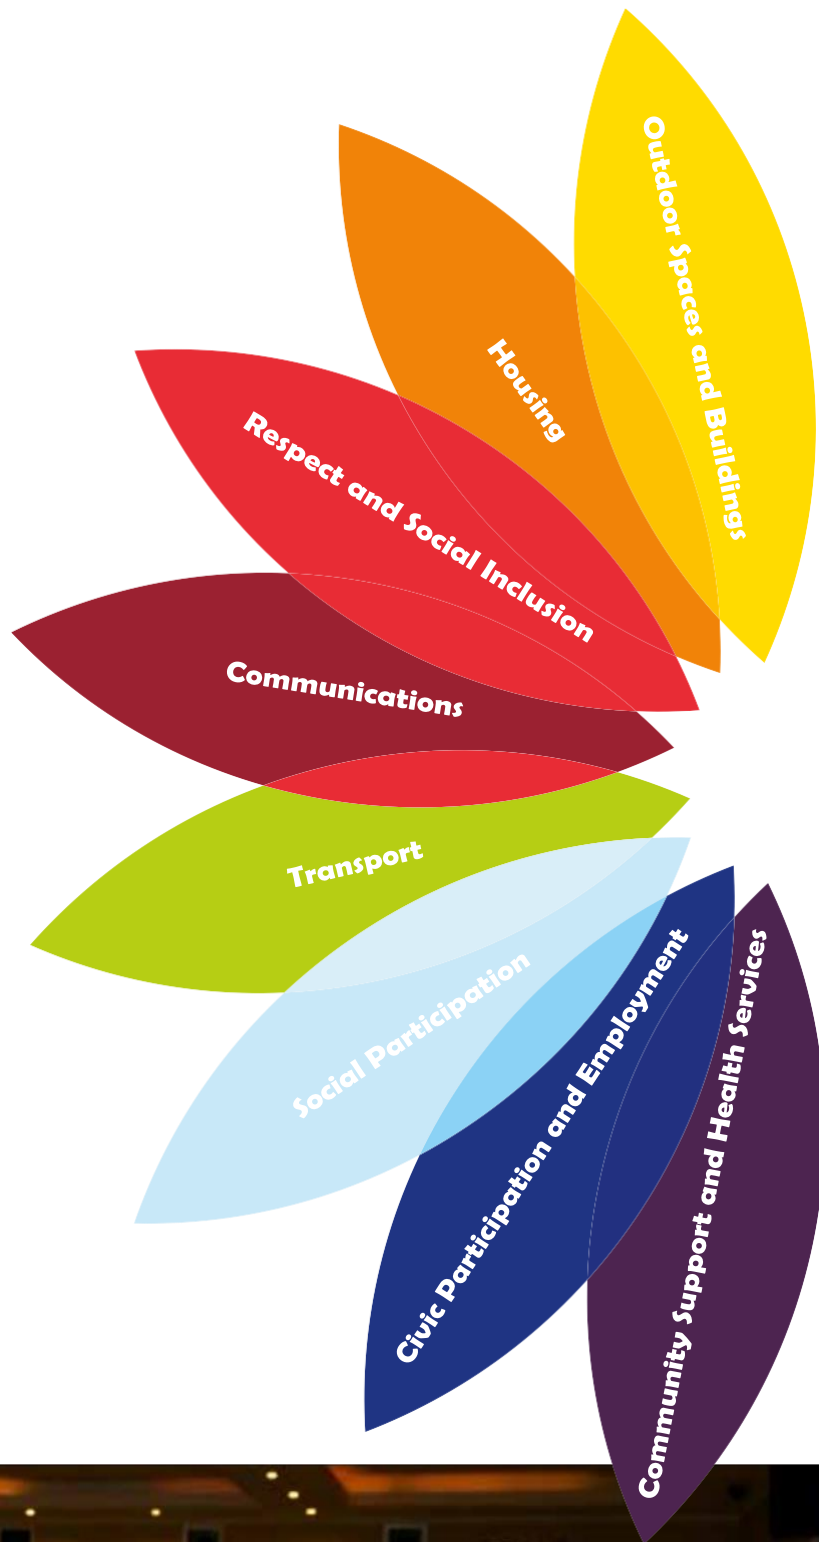 Outdoor Spaces and Buildings
Housing
Respect and Social Inclusion
Communications
Transport
Social Participation
Civic Participation and Employment
Community Support and Health Services